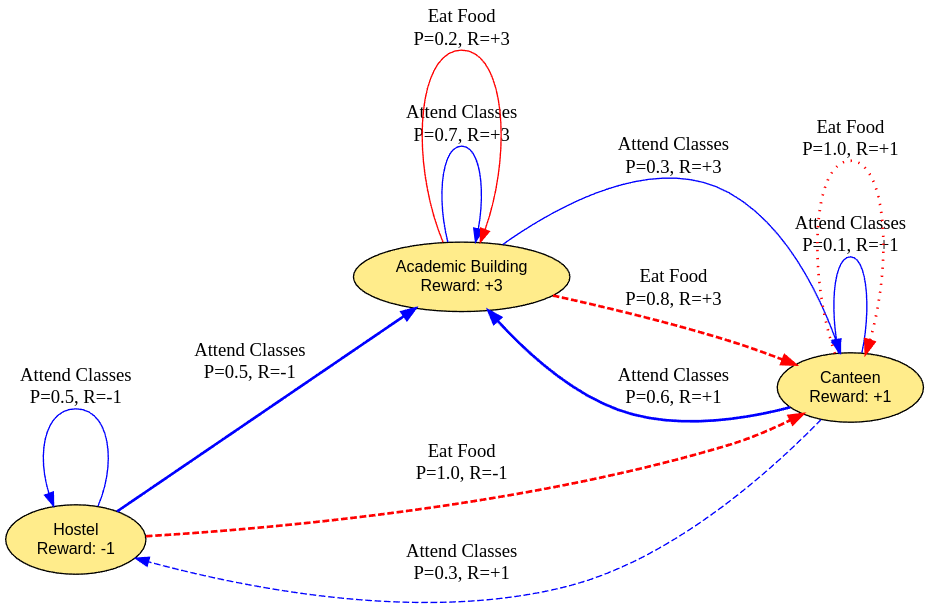 Eat Food
P=0.2, R=+3
Attend Classes
P=0.7, R=+3
Attend Classes
P=0.3, R=+3
Eat Food
P=1.0, R=+1
Attend Classes
P=0.1, R=+1
Academic Building
Reward: +3
Eat Food
P=0.8, R=+3
Attend Classes
P=0.5, R=-1
Attend Classes
P=0.5, R=-1
Attend Classes
P=0.6, R=+1
Canteen
Reward: +1
Eat Food
P=1.0, R=-1
Hostel
Reward: -1
Attend Classes
P=0.3, R=+1